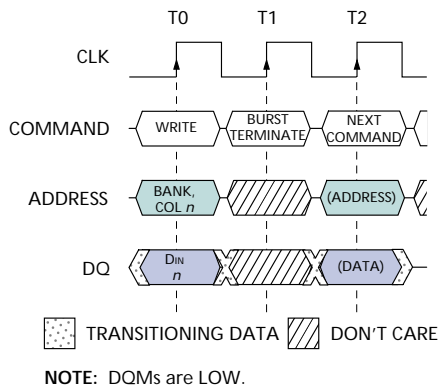 T0 T1 T2
CLK
COMMAND WRITE BURST TERMINATE NEXT COMMAND
ADDRESS BANK, COL n (ADDRESS)
DQ DIN n (DATA)
TRANSITIONING DATA DON'T CARE
NOTE: DQMs are LOW.